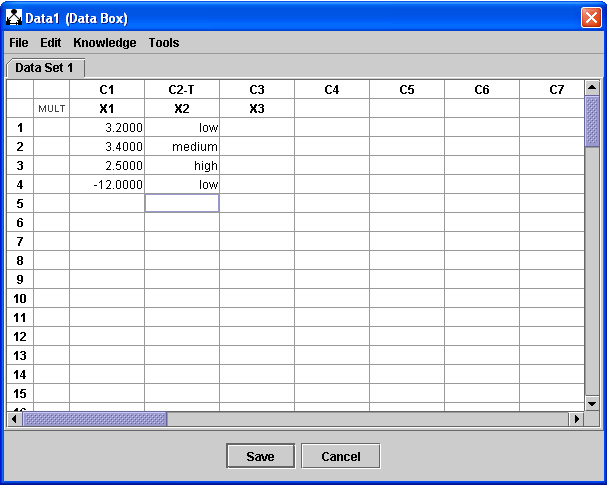 Data1 (Data Box)
File Edit Knowledge Tools
Data Set 1
C1 C2-T C3 C4 C5 C6 C7
MULT X1 X2 X3
1 3.2000 low
2 3.4000 medium
3 2.5000 high
4 -12.0000 low
5
6
7
8
9
10
11
12
13
14
15
16
Save Cancel